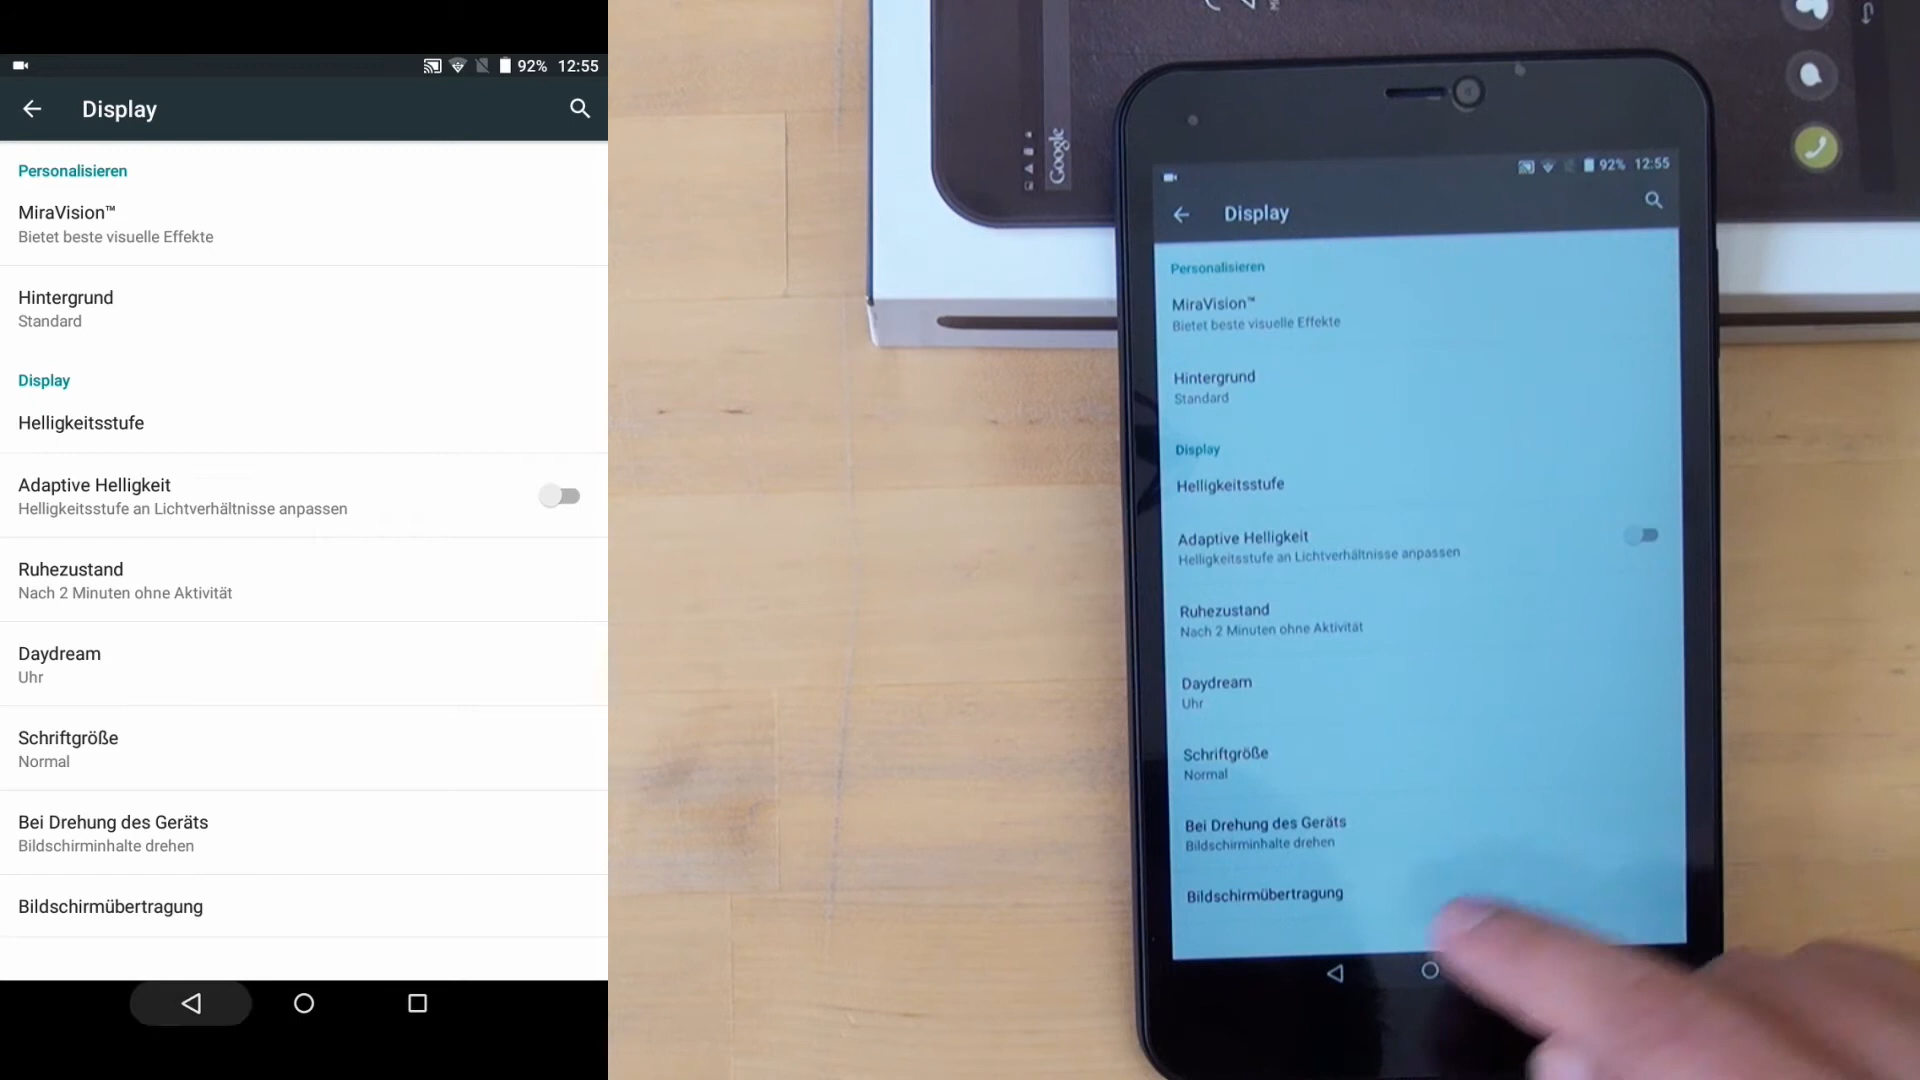 92% 12:55
Display
Personalisieren
MiraVision™
Bietet beste visuelle Effekte
Hintergrund
Standard
Display
Helligkeitsstufe
Adaptive Helligkeit
Helligkeitsstufe an Lichtverhältnisse anpassen
Ruhezustand
Nach 2 Minuten ohne Aktivität
Daydream
Uhr
Schriftgröße
Normal
Bei Drehung des Geräts
Bildschirminhalte drehen
Bildschirmübertragung
Google
92% 12:55
Display
Personalisieren
MiraVision™
Bietet beste visuelle Effekte
Hintergrund
Standard
Display
Helligkeitsstufe
Adaptive Helligkeit
Helligkeitsstufe an Lichtverhältnisse anpassen
Ruhezustand
Nach 2 Minuten ohne Aktivität
Daydream
Uhr
Schriftgröße
Normal
Bei Drehung des Geräts
Bildschirminhalte drehen
Bildschirmübertragung